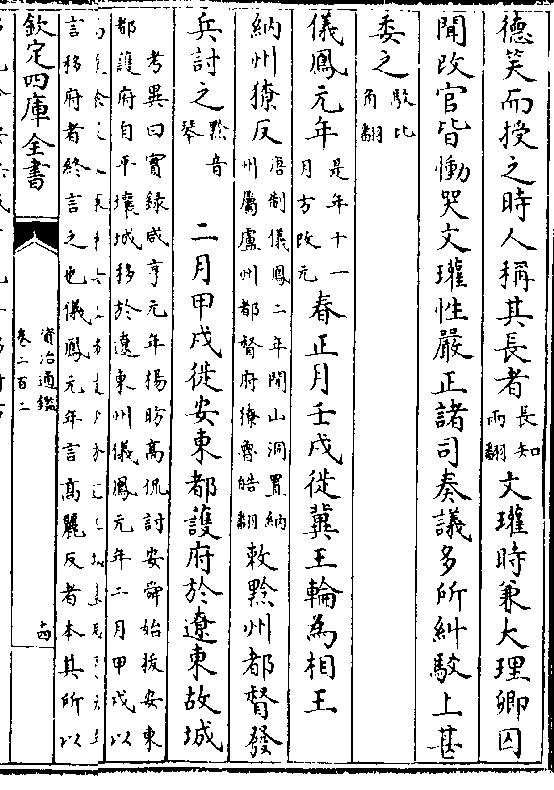 德笑而授之時人稱其長者長知兩翻文瓘時兼大理卿囚
聞改官皆慟哭文瓘性嚴正諸司奏議多所糾駮上甚
委之駮比角翻
儀鳳元年是年十一月方改元春正月壬戌徙冀王輪為相王
納州獠反唐制儀鳳二年開山洞置納州屬盧州都督府獠魯皓翻敕黔州都督發
兵討之黔音琴二月甲戌徙安東都護府於遼東故城
考異曰實録咸亨元年楊昉高侃討安舜始拔安東
都護府自平壤城移於遼東州儀鳳元年二月甲戌以
言移府者終言之也儀鳳元年言高麗反者本其所以
欽定四庫全書
資治通鑑
卷二百二
十四